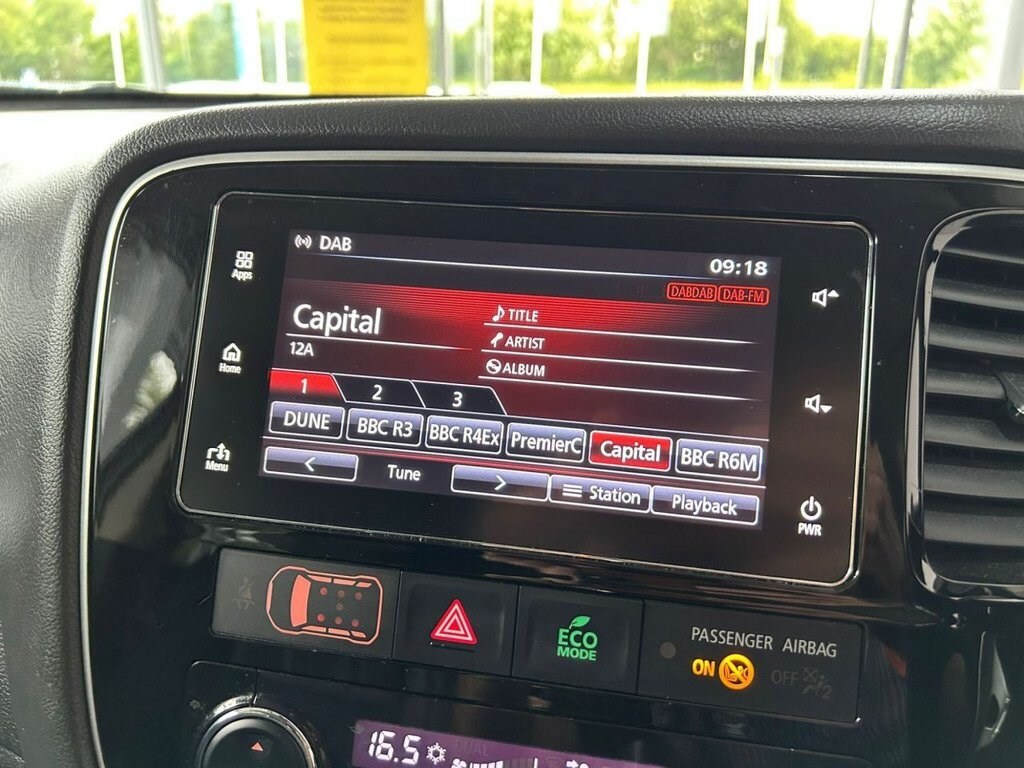 DAB
09:18
DABDAB DAB-FM
Apps
Home
Menu
Capital
12A
TITLE
ARTIST
ALBUM
1 2 3
DUNE BBC R3 BBC R4Ex PremierC Capital BBC R6M
< Tune > Station Playback
PWR
ECO
MODE
PASSENGER AIRBAG
ON OFF
16.5
DUAL